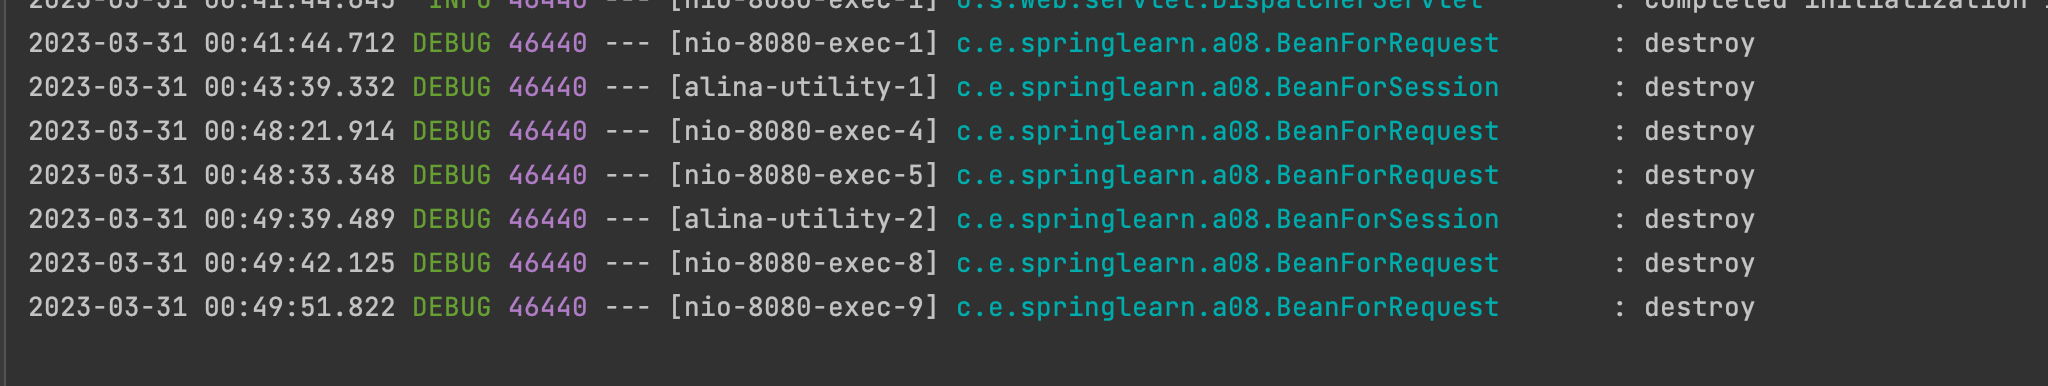 2023-03-31 00:41:44.645 INFO 46440 --- [nio-8080-exec-1] o.s.web.servlet.DispatcherServlet : Completed initialization
2023-03-31 00:41:44.712 DEBUG 46440 --- [nio-8080-exec-1] c.e.springlearn.a08.BeanForRequest : destroy
2023-03-31 00:43:39.332 DEBUG 46440 --- [alina-utility-1] c.e.springlearn.a08.BeanForSession : destroy
2023-03-31 00:48:21.914 DEBUG 46440 --- [nio-8080-exec-4] c.e.springlearn.a08.BeanForRequest : destroy
2023-03-31 00:48:33.348 DEBUG 46440 --- [nio-8080-exec-5] c.e.springlearn.a08.BeanForRequest : destroy
2023-03-31 00:49:39.489 DEBUG 46440 --- [alina-utility-2] c.e.springlearn.a08.BeanForSession : destroy
2023-03-31 00:49:42.125 DEBUG 46440 --- [nio-8080-exec-8] c.e.springlearn.a08.BeanForRequest : destroy
2023-03-31 00:49:51.822 DEBUG 46440 --- [nio-8080-exec-9] c.e.springlearn.a08.BeanForRequest : destroy